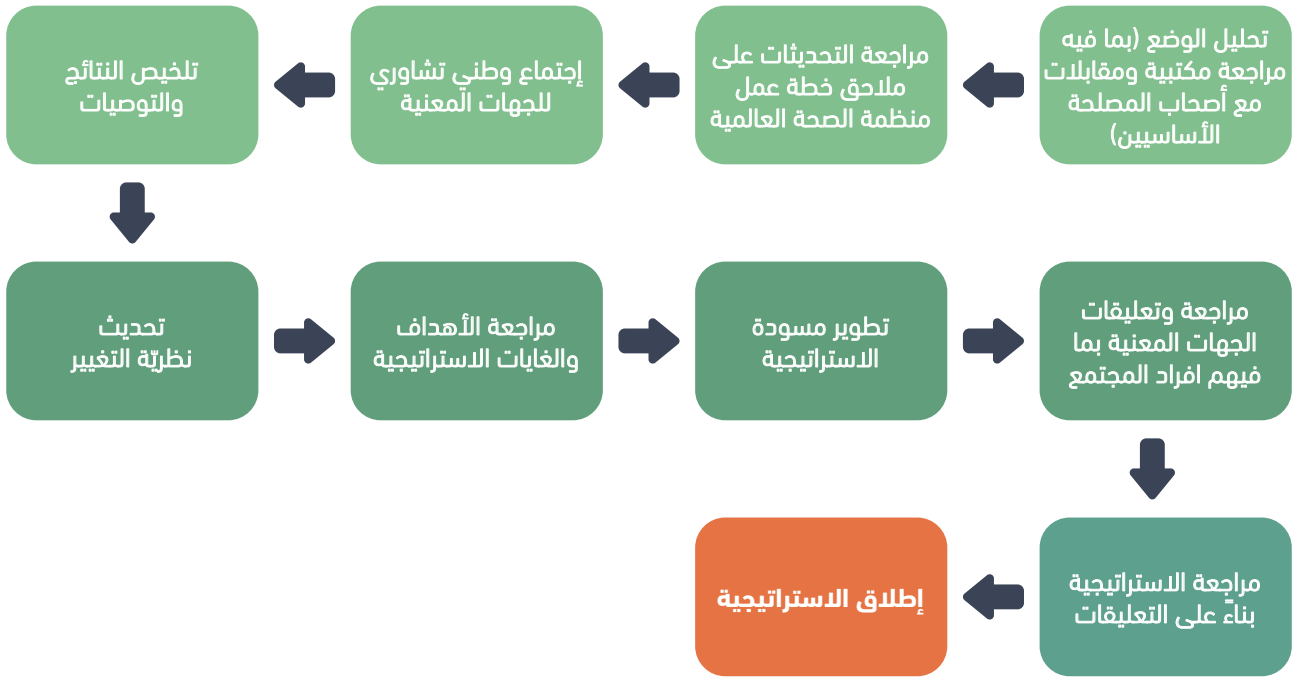 تحليل الوضع (بما فيه
مراجعة مكتبية ومقابلات
مع أصحاب المصلحة
الأساسيين)
مراجعة التحديثات على
ملاحق خطة عمل
منظمة الصحة العالمية
إجتماع وطني تشاوري
للجهات المعنية
تلخيص النتائج
والتوصيات
تحديث
نظريّة التغيير
مراجعة الأهداف
والغايات الاستراتيجية
تطوير مسودة
الاستراتيجية
مراجعة وتعليقات
الجهات المعنية بما
فيهم افراد المجتمع
مراجعة الاستراتيجية
بناءً على التعليقات
إطلاق الاستراتيجية